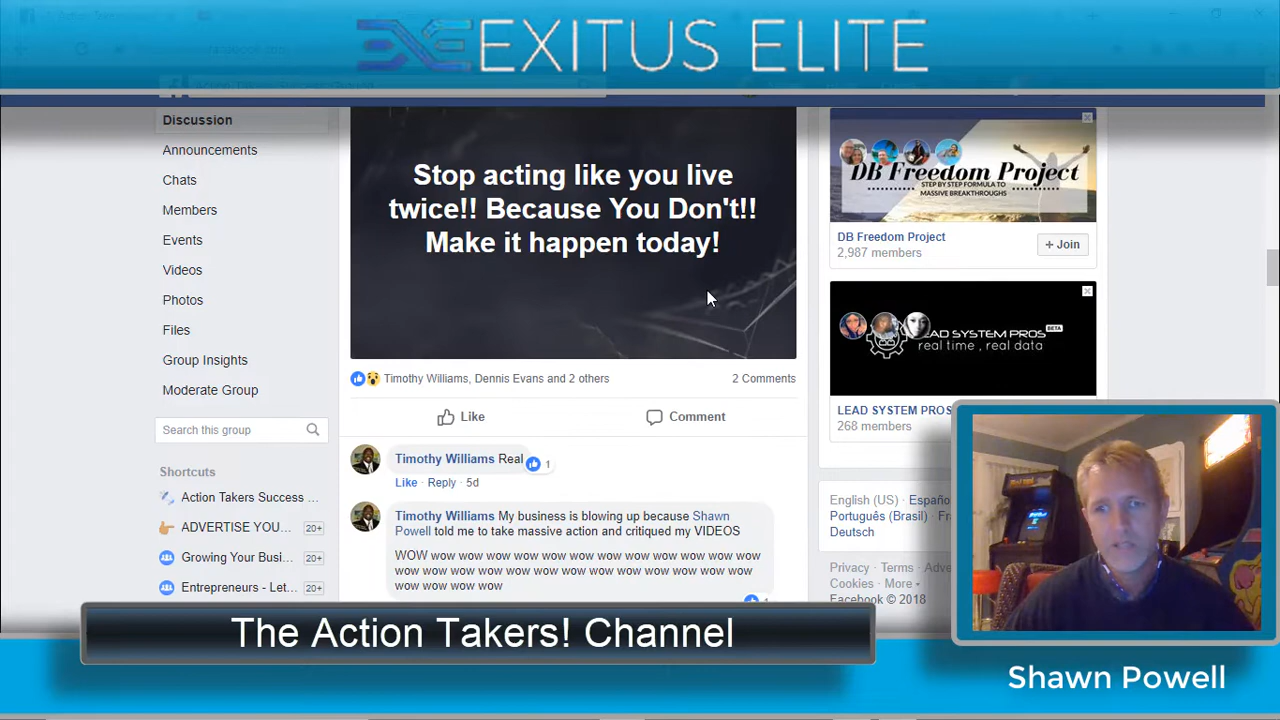 EXITUS ELITE
Discussion
Announcements
Chats
Members
Events
Videos
Photos
Files
Group Insights
Moderate Group
Search this group
Shortcuts
Action Takers Success ...
ADVERTISE YOU... 20+
Growing Your Busi... 20+
Entrepreneurs - Let... 20+
Stop acting like you live
twice!! Because You Don't!!
Make it happen today!
Timothy Williams, Dennis Evans and 2 others
2 Comments
Like
Comment
Timothy Williams Real
1
Like · Reply · 5d
Timothy Williams My business is blowing up because Shawn
Powell told me to take massive action and critiqued my VIDEOS
WOW wow wow wow wow wow wow wow wow wow wow wow wow
wow wow wow wow wow wow wow wow wow wow wow wow wow
wow wow wow wow
DB Freedom Project
STEP BY STEP FORMULA TO
MASSIVE BREAKTHROUGHS
DB Freedom Project
+ Join
2,987 members
LEAD SYSTEM PROS BETA
real time , real data
LEAD SYSTEM PROS
268 members
English (US) · Españo
Português (Brasil) ·
Deutsch
Privacy · Terms ·
Cookies · More
Facebook © 2018
The Action Takers! Channel
Shawn Powell